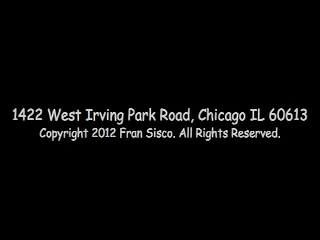 1422 West Irving Park Road, Chicago IL 60613
Copyright 2012 Fran Sisco. All Rights Reserved.